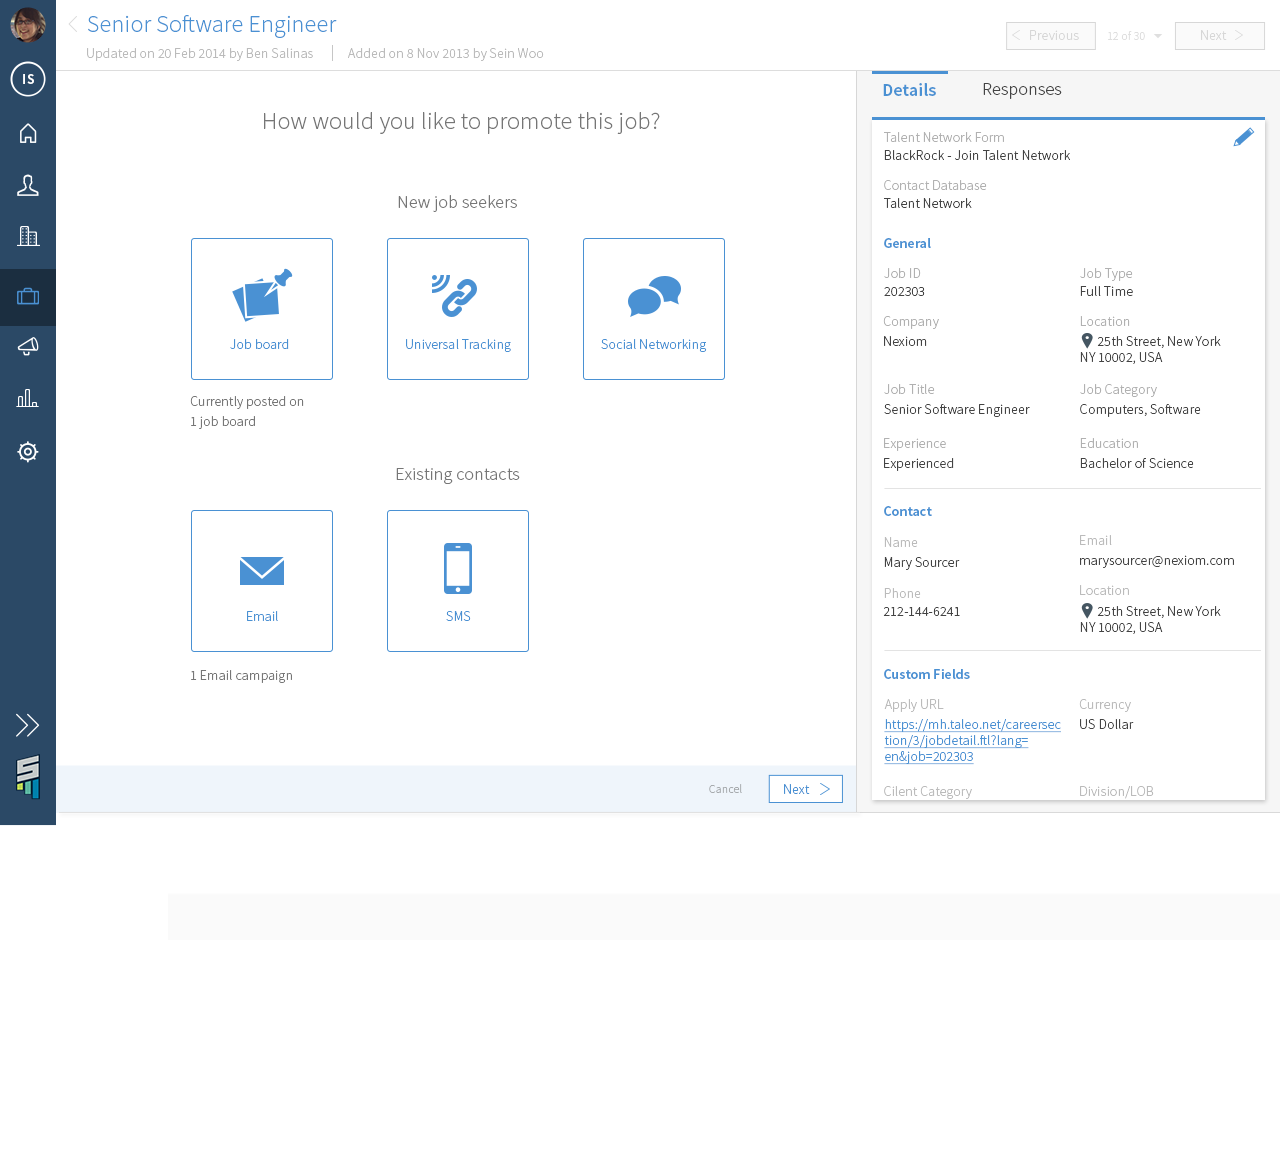 Senior Software Engineer
Updated on 20 Feb 2014 by Ben Salinas
Added on 8 Nov 2013 by Sein Woo
Previous
12 of 30
Next
IS
How would you like to promote this job?
New job seekers
Job board
Universal Tracking
Social Networking
Currently posted on
1 job board
Existing contacts
Email
SMS
1 Email campaign
Cancel
Next
Details
Responses
Talent Network Form
BlackRock - Join Talent Network
Contact Database
Talent Network
General
Job ID
202303
Job Type
Full Time
Company
Nexiom
Location
25th Street, New York
NY 10002, USA
Job Title
Senior Software Engineer
Job Category
Computers, Software
Experience
Experienced
Education
Bachelor of Science
Contact
Name
Mary Sourcer
Email
marysourcer@nexiom.com
Phone
212-144-6241
Location
25th Street, New York
NY 10002, USA
Custom Fields
Apply URL
https://mh.taleo.net/careersec
tion/3/jobdetail.ftl?lang=
en&job=202303
Currency
US Dollar
Cilent Category
Division/LOB